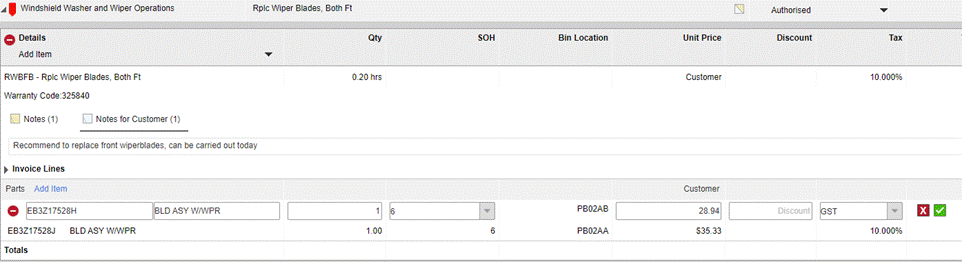 Windshield Washer and Wiper Operations Rplc Wiper Blades, Both Ft Authorised
Details Qty SOH Bin Location Unit Price Discount Tax
Add Item
RWBFB - Rplc Wiper Blades, Both Ft 0.20 hrs Customer 10.000%
Warranty Code:325840
Notes (1) Notes for Customer (1)
Recommend to replace front wiperblades, can be carried out today
Invoice Lines
Parts Add Item Customer
EB3Z17528H BLD ASY W/WPR 1 6 PB02AB 28.94 Discount GST
EB3Z17528J BLD ASY W/WPR 1.00 6 PB02AA $35.33 10.000%
Totals